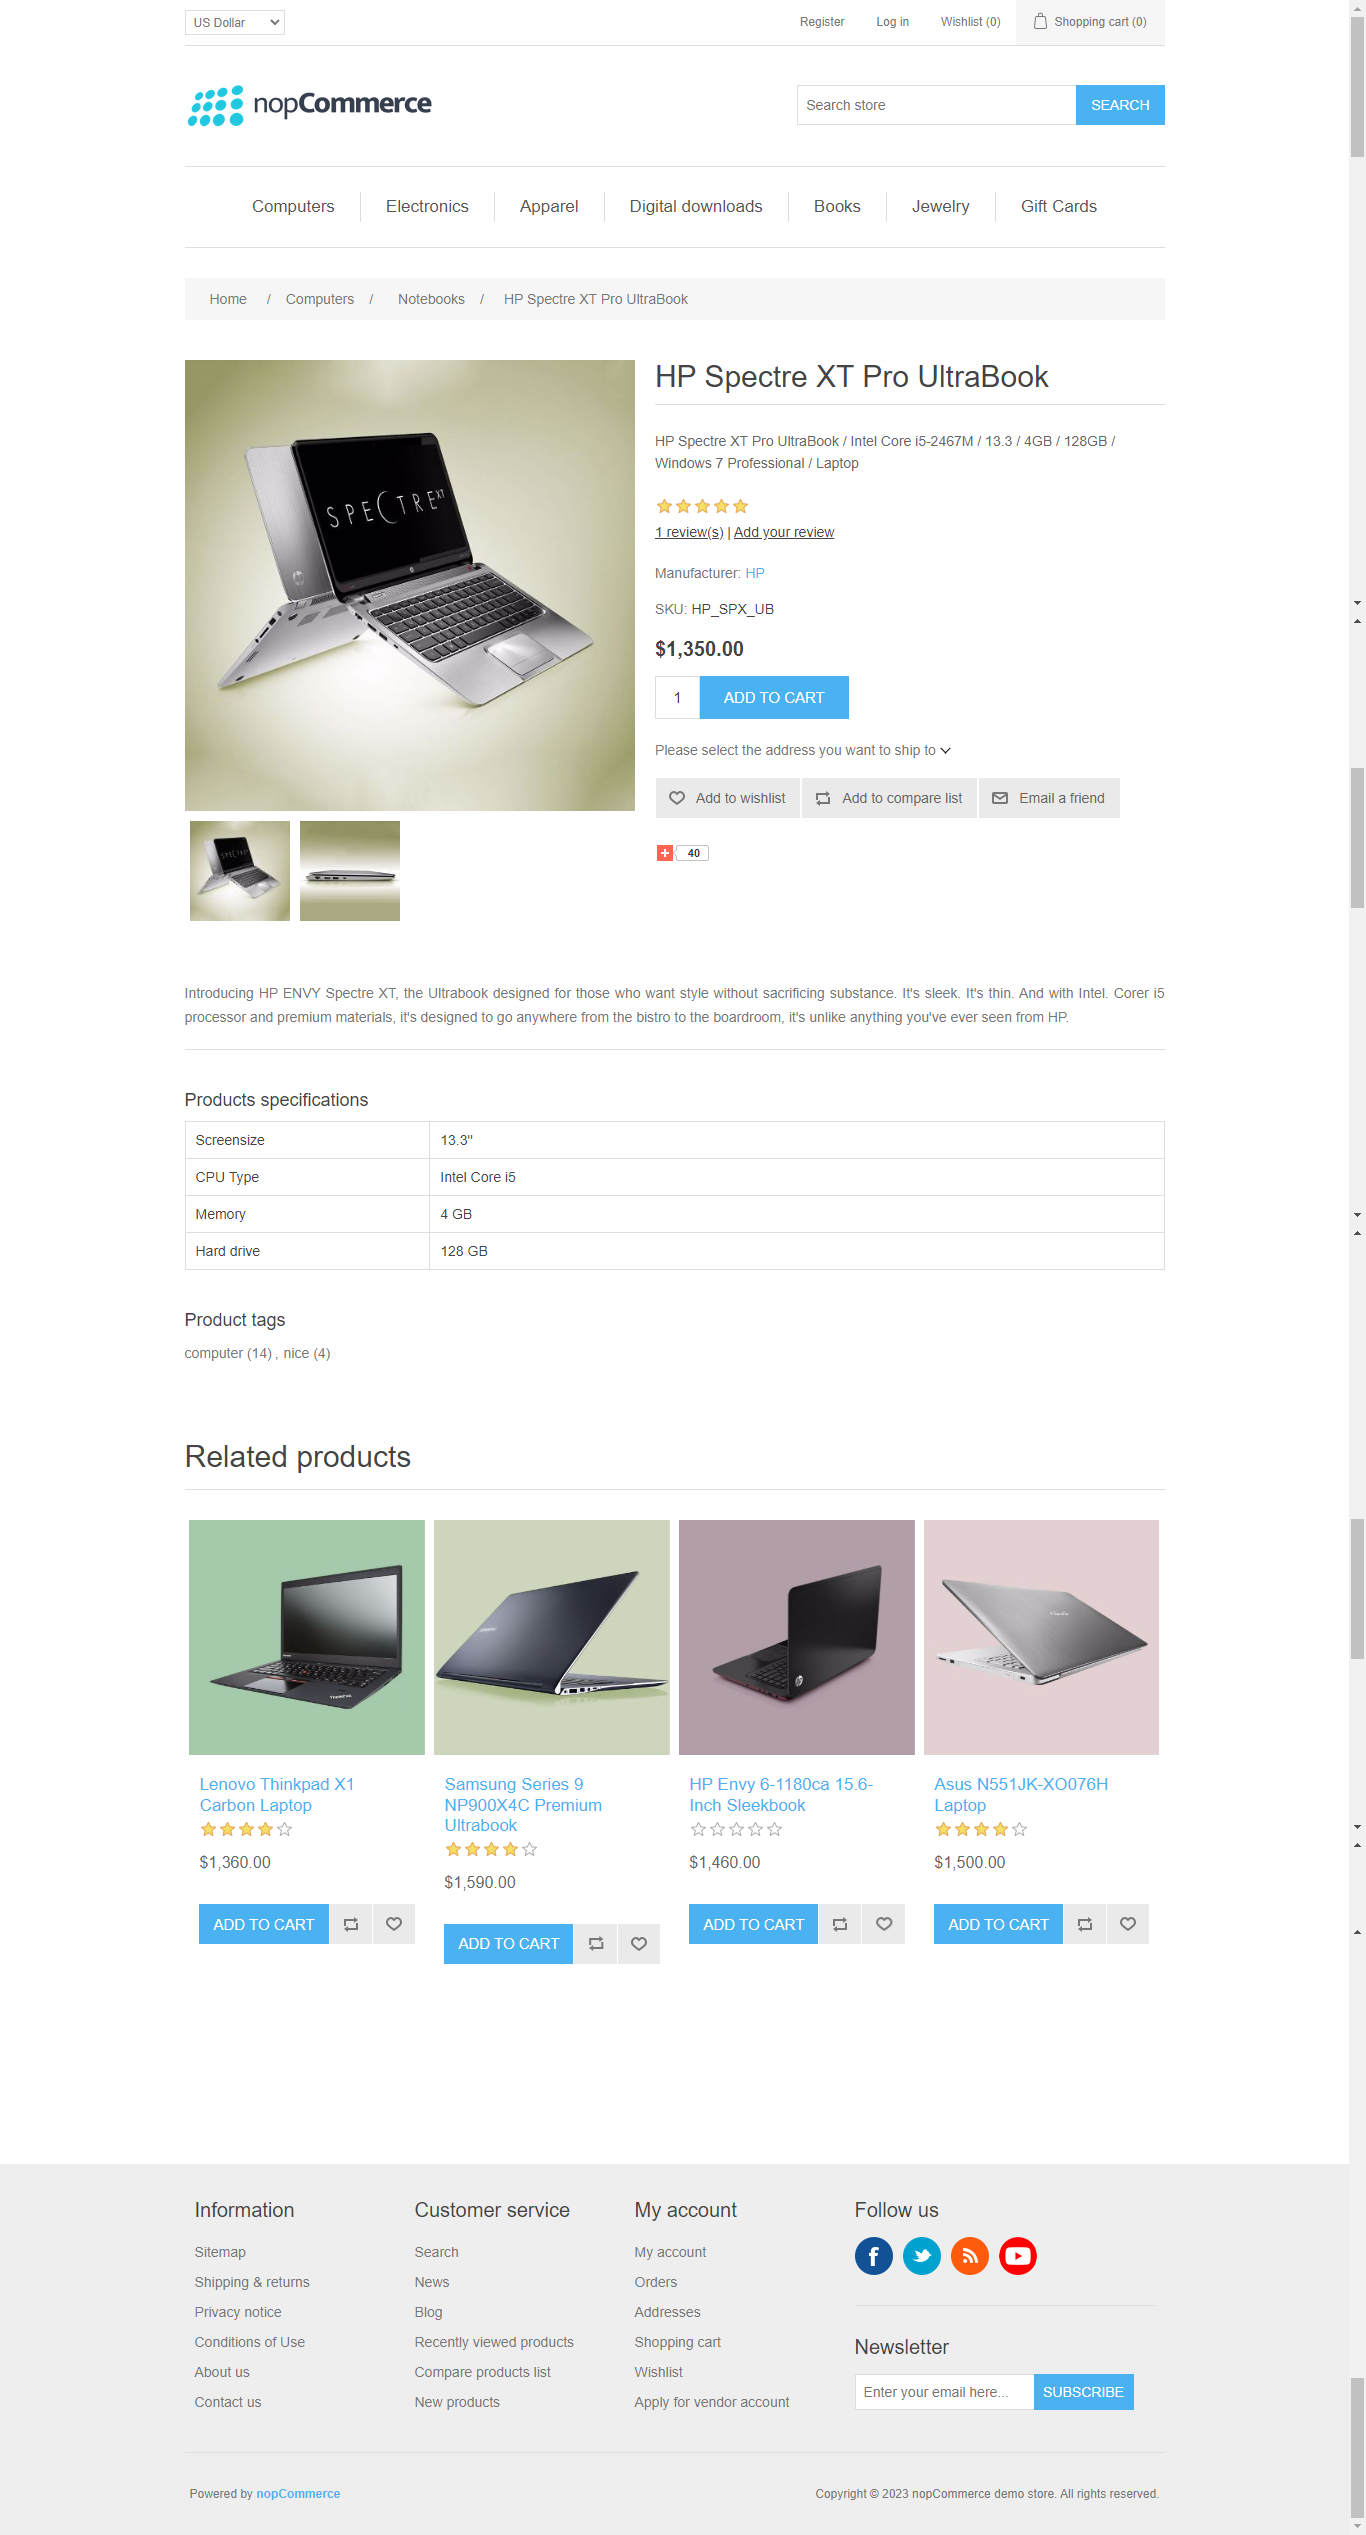 US Dollar
Register
Log in
Wishlist (0)
Shopping cart (0)
nopCommerce
Search store
SEARCH
Computers
Electronics
Apparel
Digital downloads
Books
Jewelry
Gift Cards
Home / Computers / Notebooks / HP Spectre XT Pro UltraBook
SPECTRE XT
HP Spectre XT Pro UltraBook
HP Spectre XT Pro UltraBook / Intel Core i5-2467M / 13.3 / 4GB / 128GB /
Windows 7 Professional / Laptop
1 review(s) | Add your review
Manufacturer: HP
SKU: HP_SPX_UB
$1,350.00
1
ADD TO CART
Please select the address you want to ship to
Add to wishlist
Add to compare list
Email a friend
40
Introducing HP ENVY Spectre XT, the Ultrabook designed for those who want style without sacrificing substance. It's sleek. It's thin. And with Intel. Corer i5
processor and premium materials, it's designed to go anywhere from the bistro to the boardroom, it's unlike anything you've ever seen from HP.
Products specifications
Screensize 13.3"
CPU Type Intel Core i5
Memory 4 GB
Hard drive 128 GB
Product tags
computer (14) , nice (4)
Related products
Lenovo Thinkpad X1
Carbon Laptop
$1,360.00
ADD TO CART
Samsung Series 9
NP900X4C Premium
Ultrabook
$1,590.00
ADD TO CART
HP Envy 6-1180ca 15.6-
Inch Sleekbook
$1,460.00
ADD TO CART
Asus N551JK-XO076H
Laptop
$1,500.00
ADD TO CART
Information
Sitemap
Shipping & returns
Privacy notice
Conditions of Use
About us
Contact us
Customer service
Search
News
Blog
Recently viewed products
Compare products list
New products
My account
My account
Orders
Addresses
Shopping cart
Wishlist
Apply for vendor account
Follow us
Newsletter
Enter your email here...
SUBSCRIBE
Powered by nopCommerce
Copyright © 2023 nopCommerce demo store. All rights reserved.